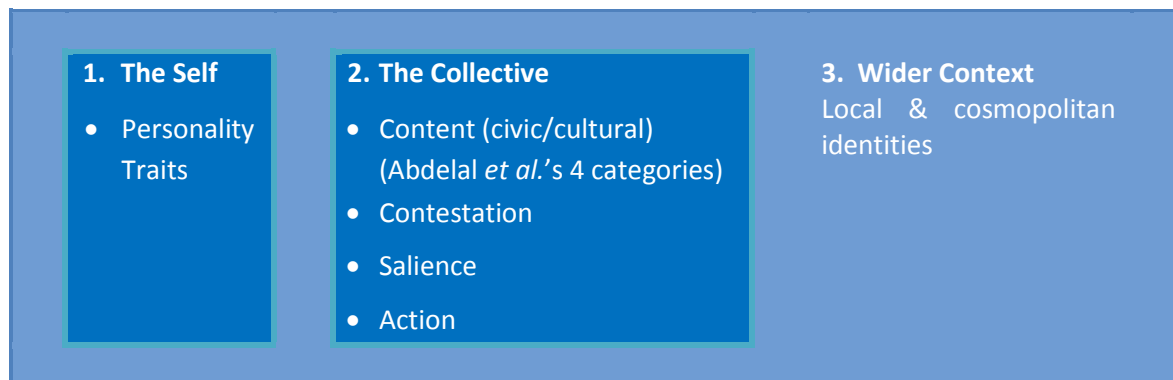 1. The Self
• Personality
Traits
2. The Collective
• Content (civic/cultural)
(Abdelal et al.’s 4 categories)
• Contestation
• Salience
• Action
3. Wider Context
Local & cosmopolitan
identities